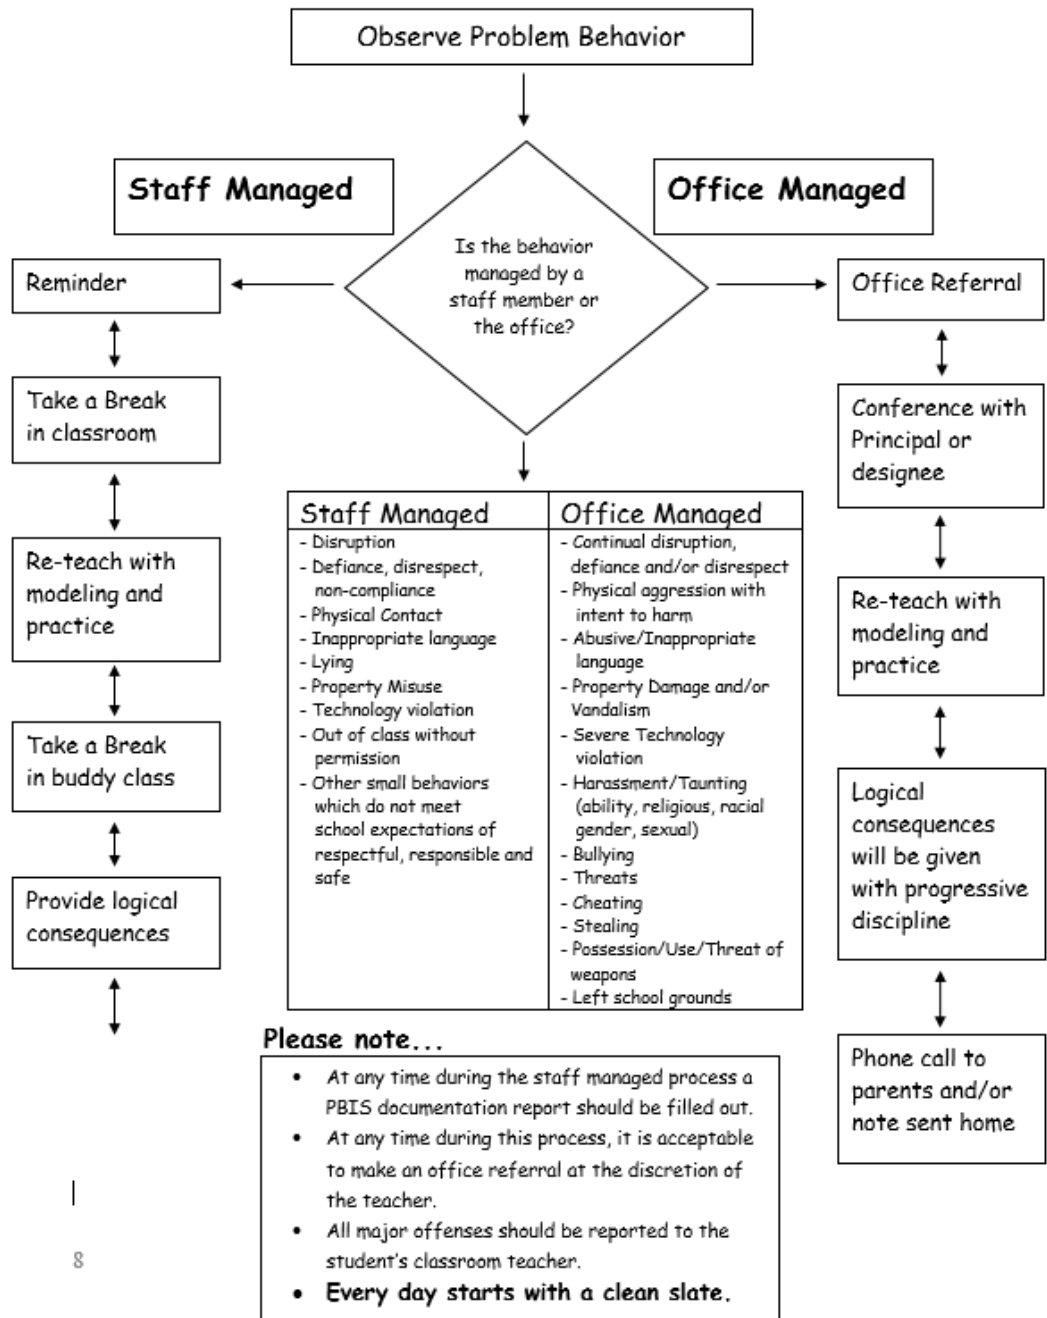 Observe Problem Behavior
Staff Managed
Office Managed
Is the behavior
managed by a
staff member or
the office?
Reminder
Take a Break
in classroom
Re-teach with
modeling and
practice
Take a Break
in buddy class
Provide logical
consequences
Office Referral
Conference with
Principal or
designee
Re-teach with
modeling and
practice
Logical
consequences
will be given
with progressive
discipline
Phone call to
parents and/or
note sent home
Staff Managed
- Disruption
- Defiance, disrespect,
non-compliance
- Physical Contact
- Inappropriate language
- Lying
- Property Misuse
- Technology violation
- Out of class without
permission
- Other small behaviors
which do not meet
school expectations of
respectful, responsible and
safe
Office Managed
- Continual disruption,
defiance and/or disrespect
- Physical aggression with
intent to harm
- Abusive/Inappropriate
language
- Property Damage and/or
Vandalism
- Severe Technology
violation
- Harassment/Taunting
(ability, religious, racial
gender, sexual)
- Bullying
- Threats
- Cheating
- Stealing
- Possession/Use/Threat of
weapons
- Left school grounds
Please note...
• At any time during the staff managed process a
PBIS documentation report should be filled out.
• At any time during this process, it is acceptable
to make an office referral at the discretion of
the teacher.
• All major offenses should be reported to the
student's classroom teacher.
• Every day starts with a clean slate.
8